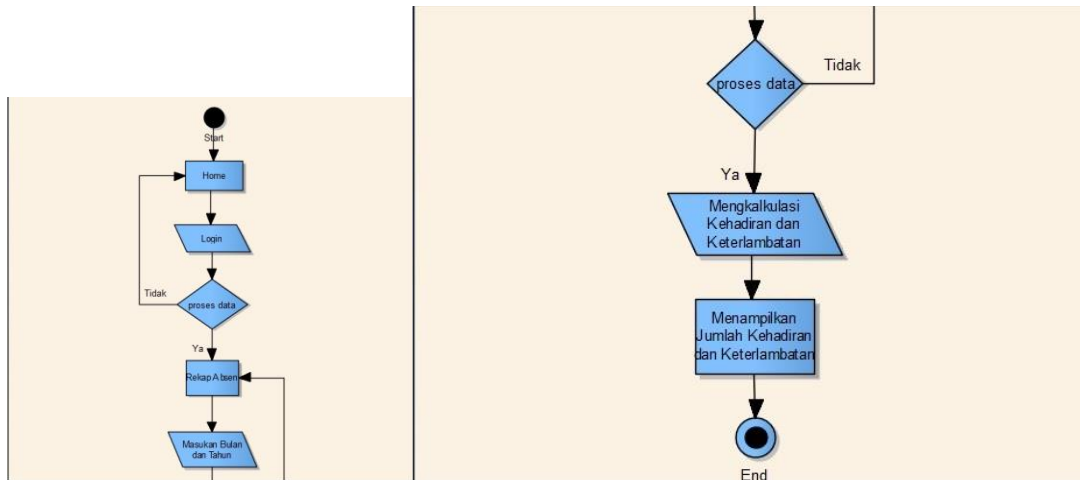 Start
Home
Login
Tidak
proses data
Ya
Rekap Absen
Masukan Bulan
dan Tahun
Tidak
proses data
Ya
Mengkalkulasi
Kehadiran dan
Keterlambatan
Menampilkan
Jumlah Kehadiran
dan Keterlambatan
End